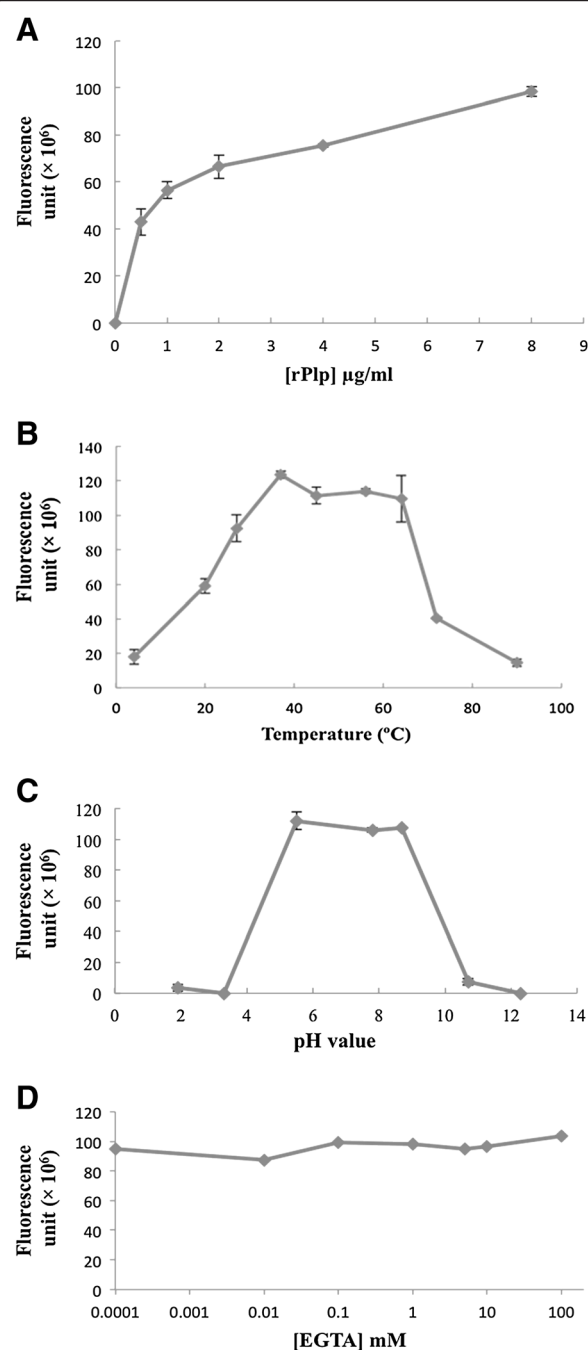 A
120
100
80
60
40
20
0
Fluorescence
unit (× 10⁶)
0 1 2 3 4 5 6 7 8 9
[rPlp] µg/ml
B
140
120
100
80
60
40
20
0
Fluorescence
unit (× 10⁶)
0 20 40 60 80 100
Temperature (ºC)
C
120
100
80
60
40
20
0
Fluorescence
unit (× 10⁶)
0 2 4 6 8 10 12 14
pH value
D
120
100
80
60
40
20
0
Fluorescence
unit (× 10⁶)
0.0001 0.001 0.01 0.1 1 10 100
[EGTA] mM